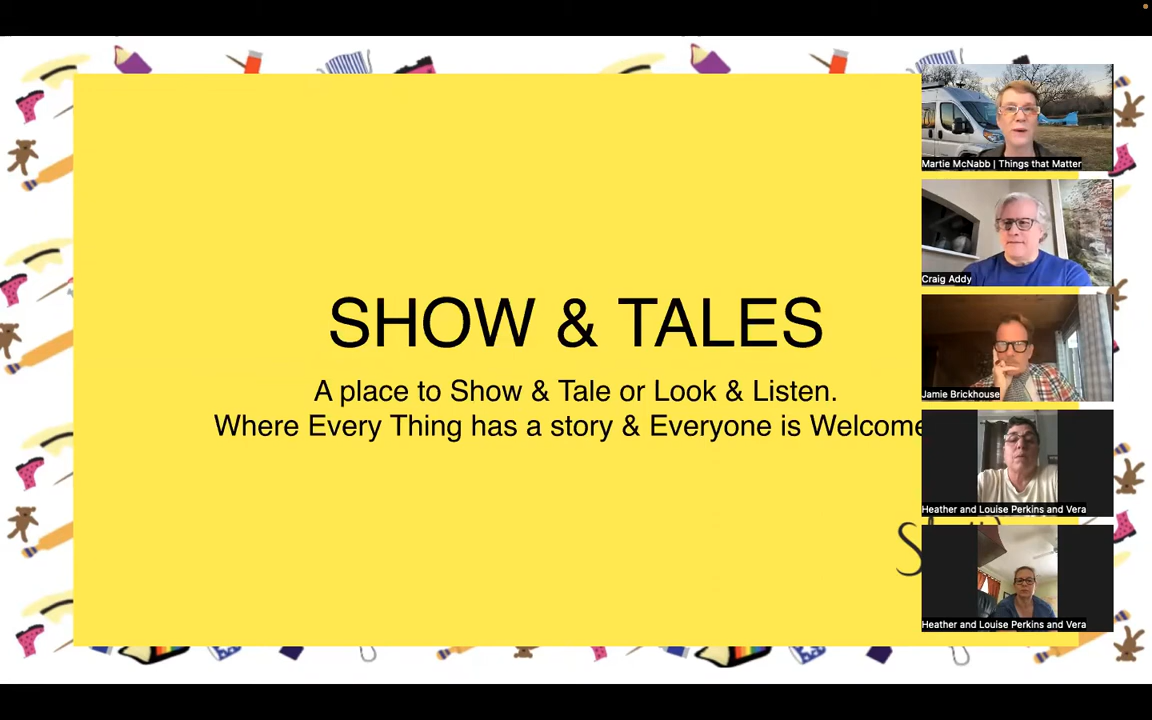 SHOW & TALES
A place to Show & Tale or Look & Listen.
Where Every Thing has a story & Everyone is Welcome
Martie McNabb | Things that Matter
Craig Addy
Jamie Brickhouse
Heather and Louise Perkins and Vera
Heather and Louise Perkins and Vera